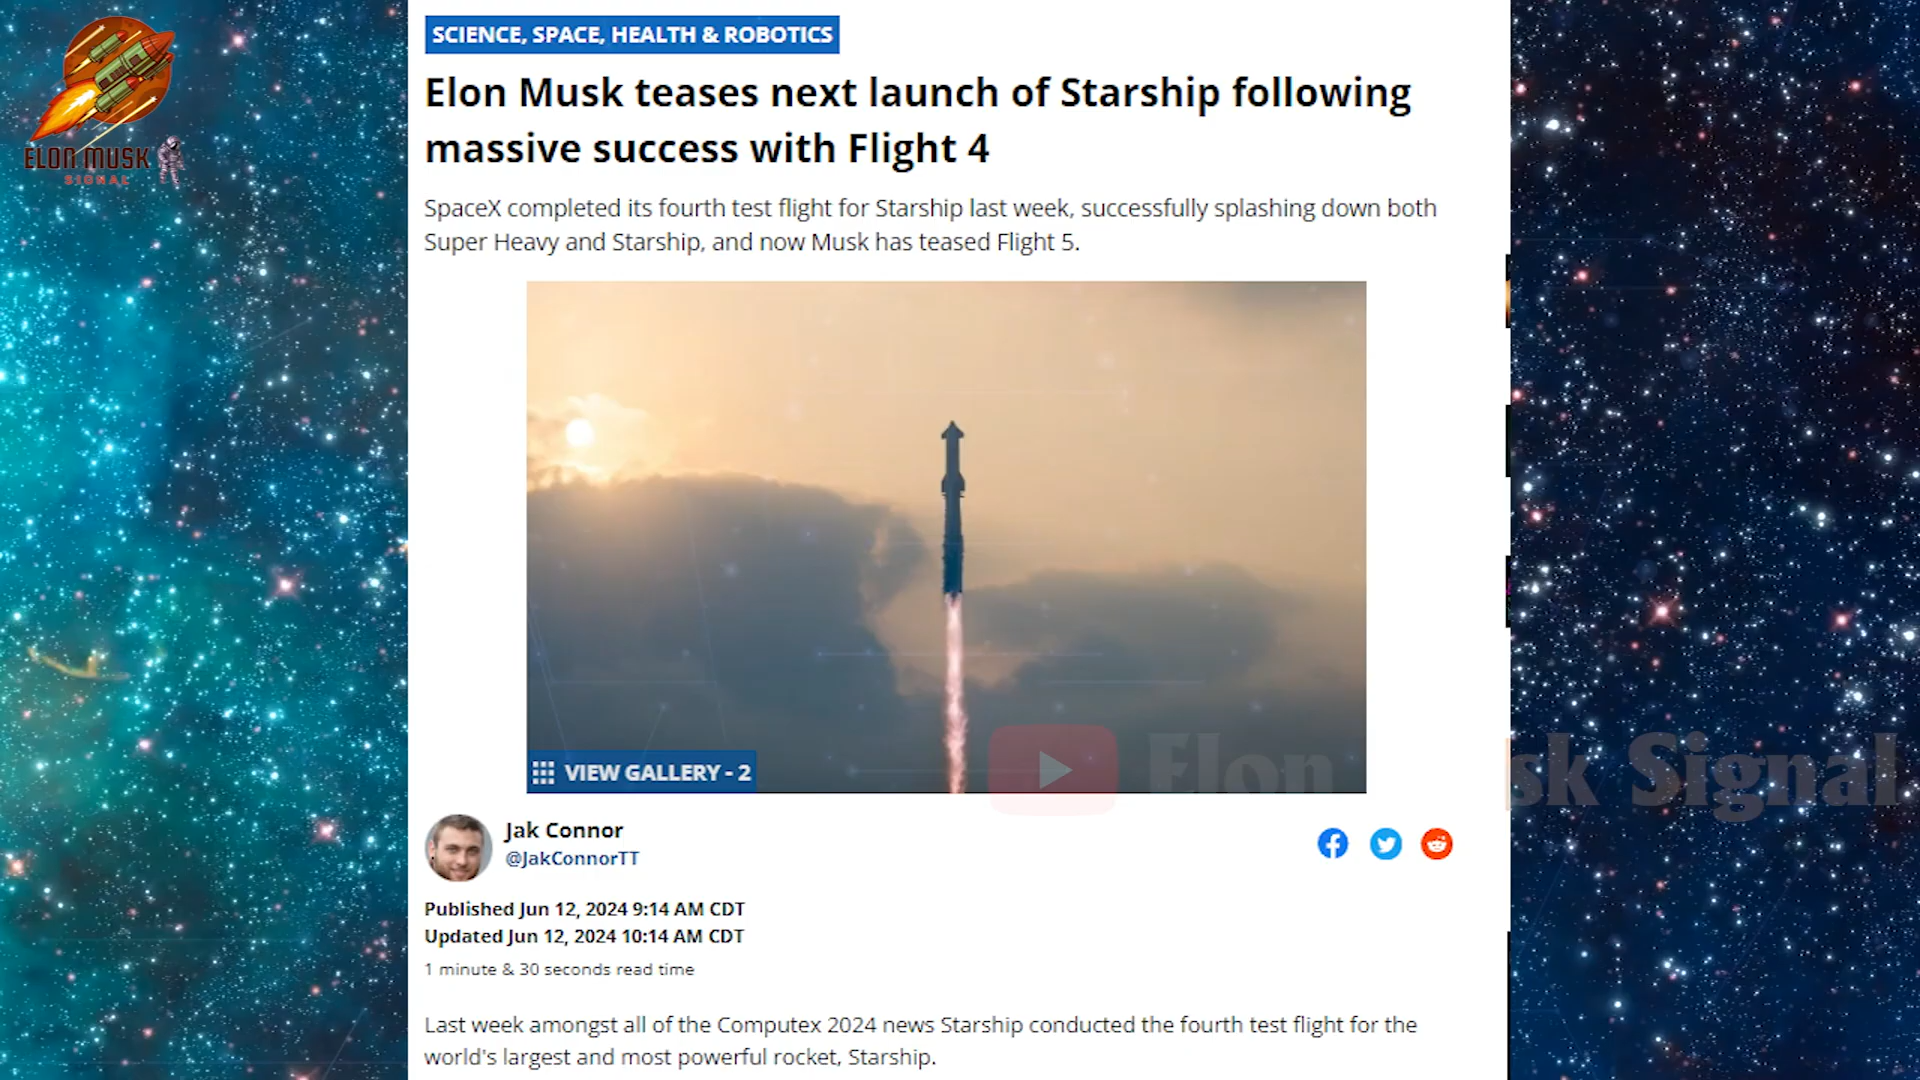 ELON MUSK
SIGNAL
SCIENCE, SPACE, HEALTH & ROBOTICS
Elon Musk teases next launch of Starship following
massive success with Flight 4
SpaceX completed its fourth test flight for Starship last week, successfully splashing down both
Super Heavy and Starship, and now Musk has teased Flight 5.
VIEW GALLERY - 2
Elon sk Signal
Jak Connor
@JakConnorTT
Published Jun 12, 2024 9:14 AM CDT
Updated Jun 12, 2024 10:14 AM CDT
1 minute & 30 seconds read time
Last week amongst all of the Computex 2024 news Starship conducted the fourth test flight for the
world's largest and most powerful rocket, Starship.